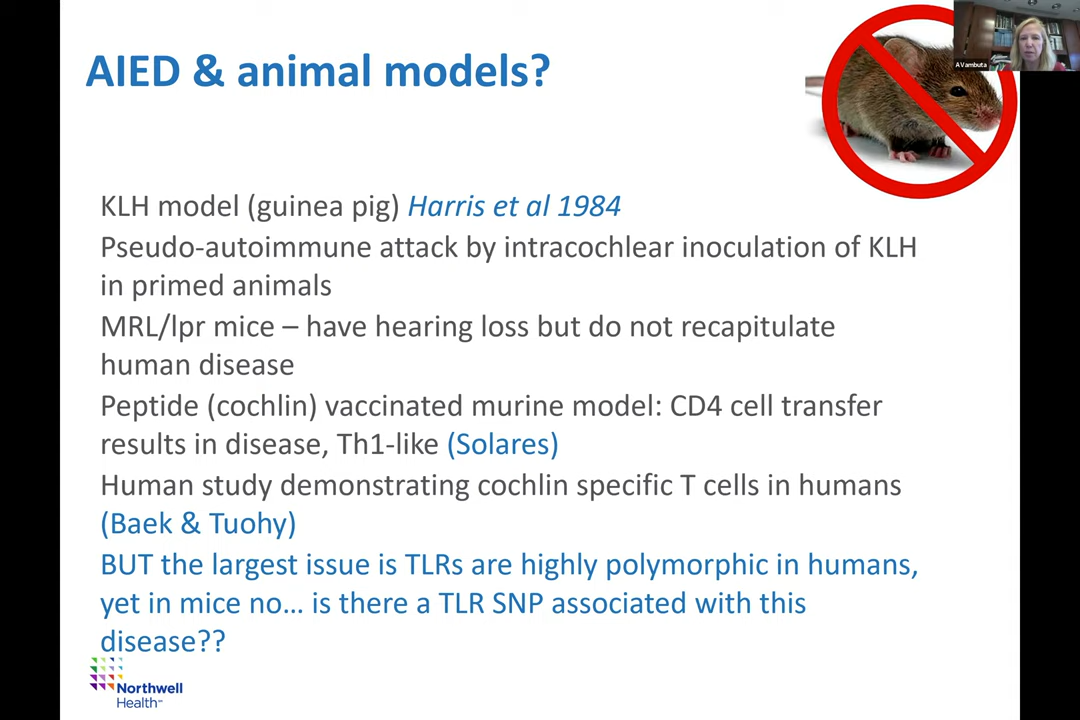 AIED & animal models?
A Vambuta
KLH model (guinea pig) Harris et al 1984
Pseudo-autoimmune attack by intracochlear inoculation of KLH
in primed animals
MRL/lpr mice – have hearing loss but do not recapitulate
human disease
Peptide (cochlin) vaccinated murine model: CD4 cell transfer
results in disease, Th1-like (Solares)
Human study demonstrating cochlin specific T cells in humans
(Baek & Tuohy)
BUT the largest issue is TLRs are highly polymorphic in humans,
yet in mice no… is there a TLR SNP associated with this
disease??
Northwell
Health℠